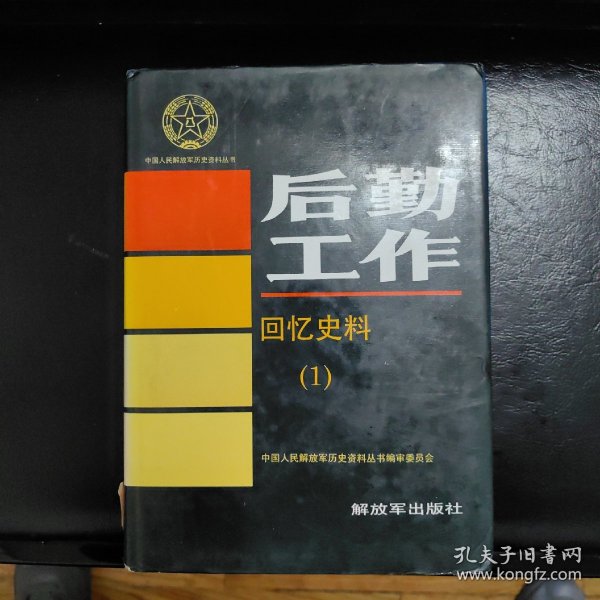 中国人民解放军历史资料丛书
后勤
工作
回忆史料
(1)
中国人民解放军历史资料丛书编审委员会
解放军出版社
孔夫子旧书网
www.kongfz.com